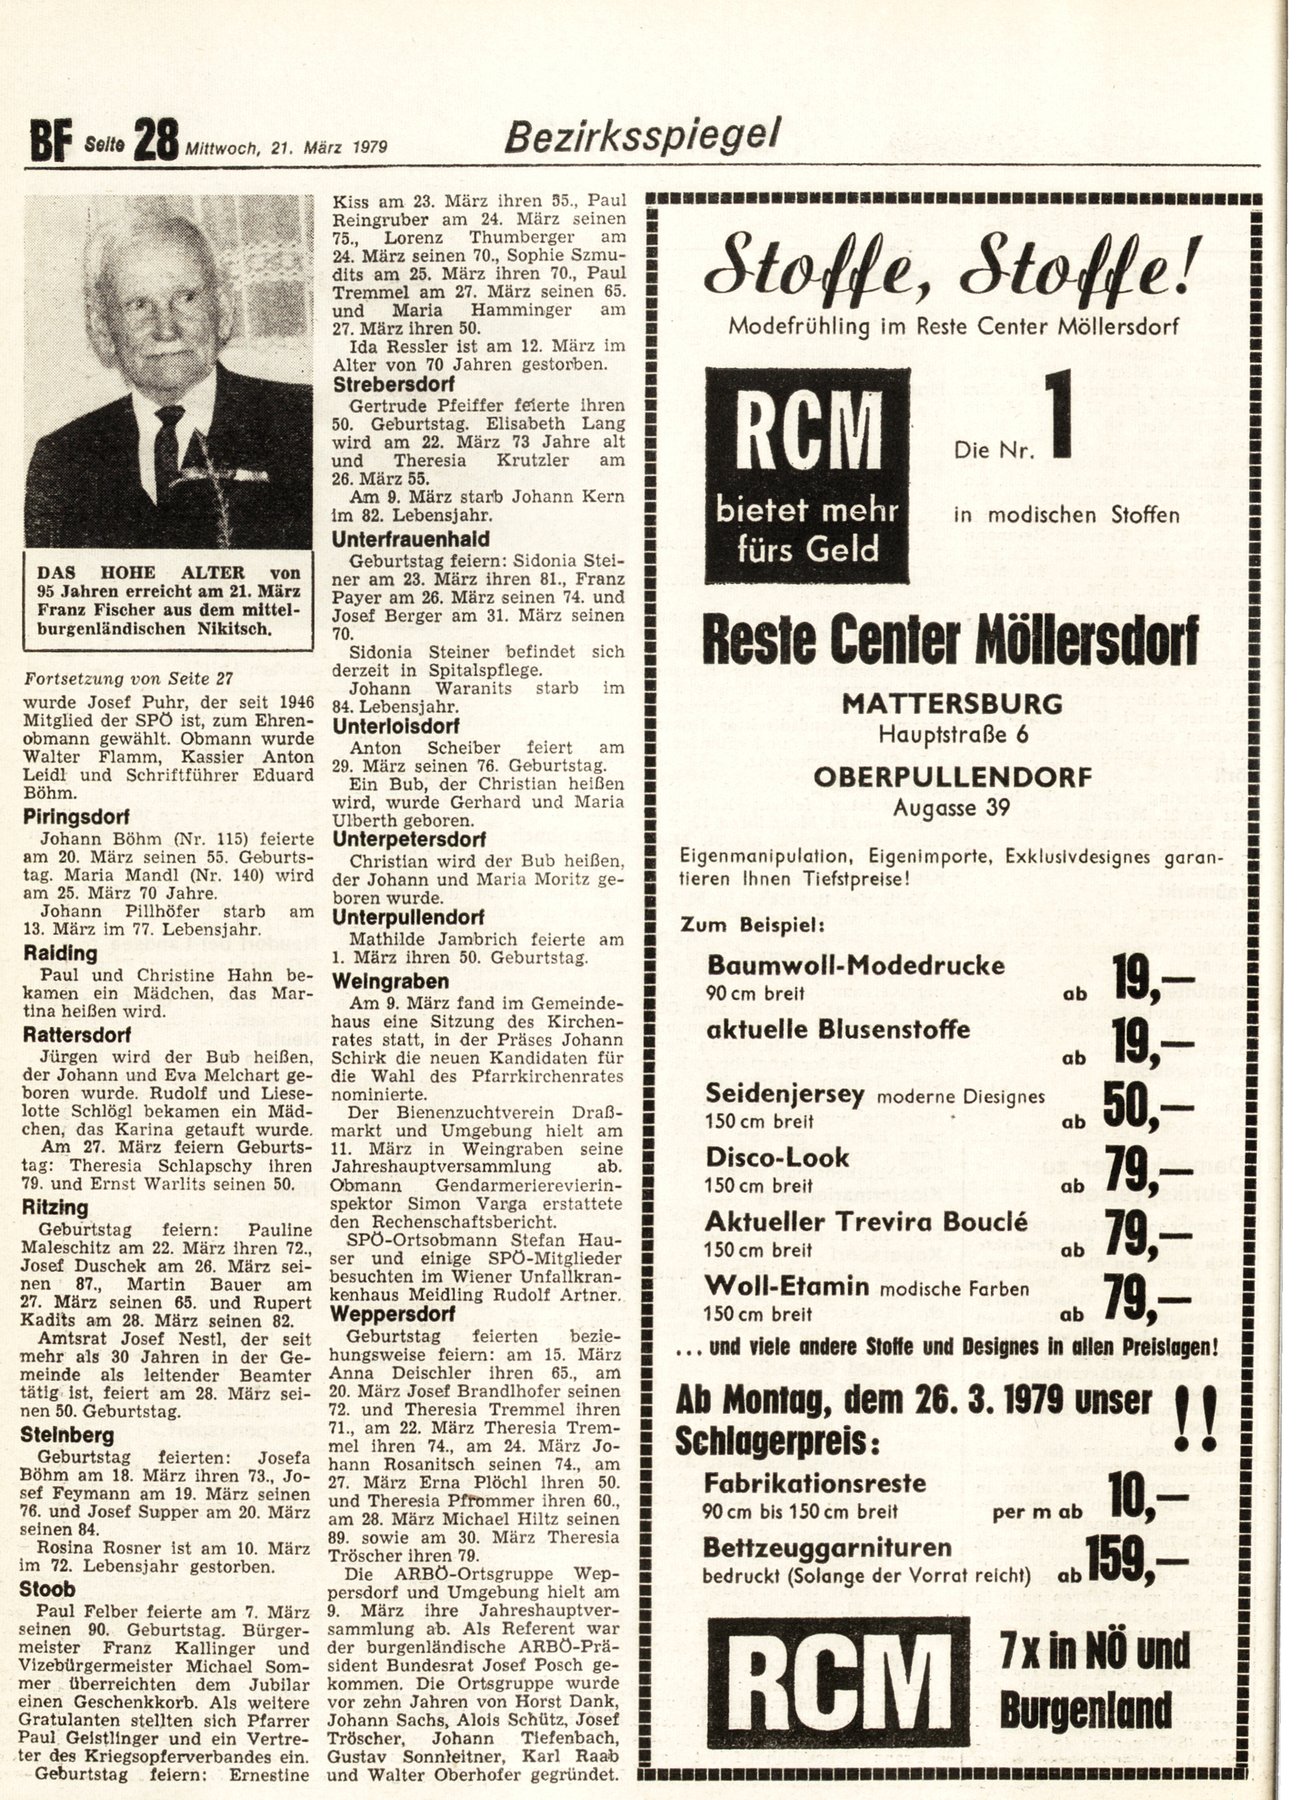 BF Seite 28 Mittwoch, 21. März 1979
Bezirksspiegel
DAS HOHE ALTER von
95 Jahren erreicht am 21. März
Franz Fischer aus dem mittel-
burgenländischen Nikitsch.
Fortsetzung von Seite 27
wurde Josef Puhr, der seit 1946
Mitglied der SPÖ ist, zum Ehren-
obmann gewählt. Obmann wurde
Walter Flamm, Kassier Anton
Leidl und Schriftführer Eduard
Böhm.
Piringsdorf
Johann Böhm (Nr. 115) feierte
am 20. März seinen 55. Geburts-
tag. Maria Mandl (Nr. 140) wird
am 25. März 70 Jahre.
Johann Pillhöfer starb am
13. März im 77. Lebensjahr.
Raiding
Paul und Christine Hahn be-
kamen ein Mädchen, das Mar-
tina heißen wird.
Rattersdorf
Jürgen wird der Bub heißen,
der Johann und Eva Melchart ge-
boren wurde. Rudolf und Liese-
lotte Schlögl bekamen ein Mäd-
chen, das Karina getauft wurde.
Am 27. März feiern Geburts-
tag: Theresia Schlapschy ihren
79. und Ernst Warlits seinen 50.
Ritzing
Geburtstag feiern: Pauline
Maleschitz am 22. März ihren 72.,
Josef Duschek am 26. März sei-
nen 87., Martin Bauer am
27. März seinen 65. und Rupert
Kadits am 28. März seinen 82.
Amtsrat Josef Nestl, der seit
mehr als 30 Jahren in der Ge-
meinde als leitender Beamter
tätig ist, feiert am 28. März sei-
nen 50. Geburtstag.
Steinberg
Geburtstag feierten: Josefa
Böhm am 18. März ihren 73., Jo-
sef Feymann am 19. März seinen
76. und Josef Supper am 20. März
seinen 84.
Rosina Rosner ist am 10. März
im 72. Lebensjahr gestorben.
Stoob
Paul Felber feierte am 7. März
seinen 90. Geburtstag. Bürger-
meister Franz Kallinger und
Vizebürgermeister Michael Som-
mer überreichten dem Jubilar
einen Geschenkkorb. Als weitere
Gratulanten stellten sich Pfarrer
Paul Geistlinger und ein Vertre-
ter des Kriegsopferverbandes ein.
Geburtstag feiern: Ernestine
Kiss am 23. März ihren 55., Paul
Reingruber am 24. März seinen
75., Lorenz Thumberger am
24. März seinen 70., Sophie Szmu-
dits am 25. März ihren 70., Paul
Tremmel am 27. März seinen 65.
und Maria Hamminger am
27. März ihren 50.
Ida Ressler ist am 12. März im
Alter von 70 Jahren gestorben.
Strebersdorf
Gertrude Pfeiffer feierte ihren
50. Geburtstag. Elisabeth Lang
wird am 22. März 73 Jahre alt
und Theresia Krutzler am
26. März 55.
Am 9. März starb Johann Kern
im 82. Lebensjahr.
Unterfrauenhaid
Geburtstag feiern: Sidonia Stei-
ner am 23. März ihren 81., Franz
Payer am 26. März seinen 74. und
Josef Berger am 31. März seinen
70.
Sidonia Steiner befindet sich
derzeit in Spitalspflege.
Johann Waranits starb im
84. Lebensjahr.
Unterloisdorf
Anton Scheiber feiert am
29. März seinen 76. Geburtstag.
Ein Bub, der Christian heißen
wird, wurde Gerhard und Maria
Ulberth geboren.
Unterpetersdorf
Christian wird der Bub heißen,
der Johann und Maria Moritz ge-
boren wurde.
Unterpullendorf
Mathilde Jambrich feierte am
1. März ihren 50. Geburtstag.
Weingraben
Am 9. März fand im Gemeinde-
haus eine Sitzung des Kirchen-
rates statt, in der Präses Johann
Schirk die neuen Kandidaten für
die Wahl des Pfarrkirchenrates
nominierte.
Der Bienenzuchtverein Draß-
markt und Umgebung hielt am
11. März in Weingraben seine
Jahreshauptversammlung ab.
Obmann Gendarmerierevierin-
spektor Simon Varga erstattete
den Rechenschaftsbericht.
SPÖ-Ortsobmann Stefan Hau-
ser und einige SPÖ-Mitglieder
besuchten im Wiener Unfallkran-
kenhaus Meidling Rudolf Artner.
Weppersdorf
Geburtstag feierten bezie-
hungsweise feiern: am 15. März
Anna Deischler ihren 65., am
20. März Josef Brandlhofer seinen
72. und Theresia Tremmel ihren
71., am 22. März Theresia Trem-
mel ihren 74., am 24. März Jo-
hann Rosanitsch seinen 74., am
27. März Erna Plöchl ihren 50.
und Theresia Pfrommer ihren 60.,
am 28. März Michael Hiltz seinen
89. sowie am 30. März Theresia
Tröscher ihren 79.
Die ARBÖ-Ortsgruppe Wep-
persdorf und Umgebung hielt am
9. März ihre Jahreshauptver-
sammlung ab. Als Referent war
der burgenländische ARBÖ-Prä-
sident Bundesrat Josef Posch ge-
kommen. Die Ortsgruppe wurde
vor zehn Jahren von Horst Dank,
Johann Sachs, Alois Schütz, Josef
Tröscher, Johann Tiefenbach,
Gustav Sonnleitner, Karl Raab
und Walter Oberhofer gegründet.
Stoffe, Stoffe!
Modefrühling im Reste Center Möllersdorf
RCM
bietet mehr
fürs Geld
Die Nr. 1
in modischen Stoffen
Reste Center Möllersdorf
MATTERSBURG
Hauptstraße 6
OBERPULLENDORF
Augasse 39
Eigenmanipulation, Eigenimporte, Exklusivdesignes garan-
tieren Ihnen Tiefstpreise!
Zum Beispiel:
Baumwoll-Modedrucke
90 cm breit ab 19,—
aktuelle Blusenstoffe
ab 19,—
Seidenjersey moderne Diesignes
150 cm breit ab 50,—
Disco-Look
150 cm breit ab 79,—
Aktueller Trevira Bouclé
150 cm breit ab 79,—
Woll-Etamin modische Farben
150 cm breit ab 79,—
... und viele andere Stoffe und Designes in allen Preislagen!
Ab Montag, dem 26. 3. 1979 unser
Schlagerpreis: !!
Fabrikationsreste
90 cm bis 150 cm breit per m ab 10,—
Bettzeuggarnituren
bedruckt (Solange der Vorrat reicht) ab 159,—
RCM
7 x in NÖ und
Burgenland